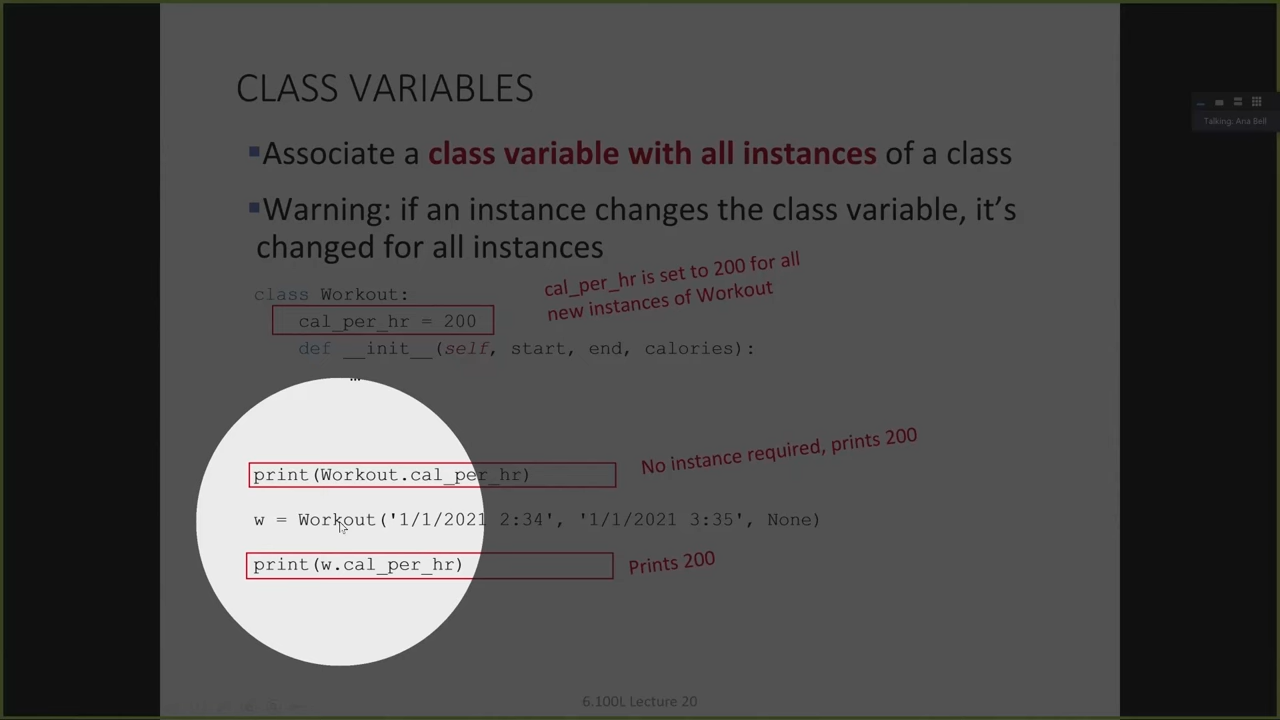 CLASS VARIABLES
Talking: Ana Bell
▪Associate a class variable with all instances of a class
▪Warning: if an instance changes the class variable, it’s
changed for all instances
cal_per_hr is set to 200 for all
new instances of Workout
class Workout:
cal_per_hr = 200
def __init__(self, start, end, calories):
…
No instance required, prints 200
print(Workout.cal_per_hr)
w = Workout('1/1/2021 2:34', '1/1/2021 3:35', None)
print(w.cal_per_hr)
Prints 200
6.100L Lecture 20